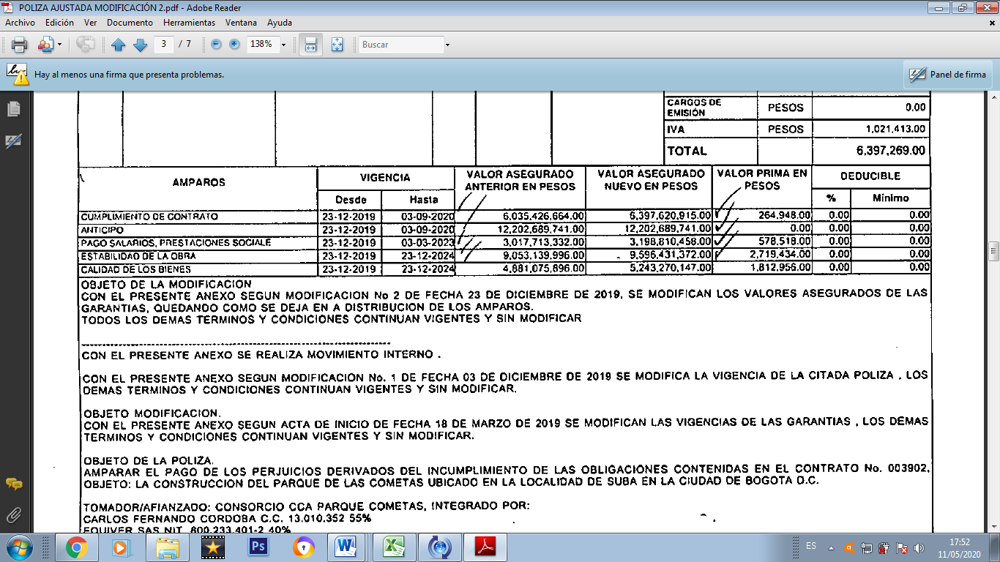 POLIZA AJUSTADA MODIFICACIÓN 2.pdf - Adobe Reader
Archivo Edición Ver Documento Herramientas Ventana Ayuda
3 / 7 138% Buscar
Hay al menos una firma que presenta problemas. Panel de firma
CARGOS DE EMISIÓN PESOS 0.00
IVA PESOS 1,021,413.00
TOTAL 6,397,269.00
AMPAROS VIGENCIA VALOR ASEGURADO ANTERIOR EN PESOS VALOR ASEGURADO NUEVO EN PESOS VALOR PRIMA EN PESOS DEDUCIBLE
Desde Hasta % Mínimo
CUMPLIMIENTO DE CONTRATO 23-12-2019 03-09-2020 6,035,426,664.00 6,397,620,915.00 264,948.00 0.00 0.00
ANTICIPO 23-12-2019 03-09-2020 12,202,689,741.00 12,202,689,741.00 0.00 0.00 0.00
PAGO SALARIOS, PRESTACIONES SOCIALE 23-12-2019 03-03-2023 3,017,713,332.00 3,198,810,458.00 578,518.00 0.00 0.00
ESTABILIDAD DE LA OBRA 23-12-2019 23-12-2024 9,053,139,996.00 9,596,431,372.00 2,719,434.00 0.00 0.00
CALIDAD DE LOS BIENES 23-12-2019 23-12-2024 4,881,075,896.00 5,243,270,147.00 1,812,956.00 0.00 0.00
OBJETO DE LA MODIFICACION
CON EL PRESENTE ANEXO SEGUN MODIFICACION No 2 DE FECHA 23 DE DICIEMBRE DE 2019, SE MODIFICAN LOS VALORES ASEGURADOS DE LAS
GARANTIAS, QUEDANDO COMO SE DEJA EN A DISTRIBUCION DE LOS AMPAROS.
TODOS LOS DEMAS TERMINOS Y CONDICIONES CONTINUAN VIGENTES Y SIN MODIFICAR
--------------------------------------------------------------------------------
CON EL PRESENTE ANEXO SE REALIZA MOVIMIENTO INTERNO .
CON EL PRESENTE ANEXO SEGUN MODIFICACION No. 1 DE FECHA 03 DE DICIEMBRE DE 2019 SE MODIFICA LA VIGENCIA DE LA CITADA POLIZA , LOS
DEMAS TERMINOS Y CONDICIONES CONTINUAN VIGENTES Y SIN MODIFICAR.
OBJETO MODIFICACION.
CON EL PRESENTE ANEXO SEGUN ACTA DE INICIO DE FECHA 18 DE MARZO DE 2019 SE MODIFICAN LAS VIGENCIAS DE LAS GARANTIAS , LOS DEMAS
TERMINOS Y CONDICIONES CONTINUAN VIGENTES Y SIN MODIFICAR.
OBJETO DE LA POLIZA.
AMPARAR EL PAGO DE LOS PERJUICIOS DERIVADOS DEL INCUMPLIMIENTO DE LAS OBLIGACIONES CONTENIDAS EN EL CONTRATO No. 003902,
OBJETO: LA CONSTRUCCION DEL PARQUE DE LAS COMETAS UBICADO EN LA LOCALIDAD DE SUBA EN LA CIUDAD DE BOGOTA D.C.
TOMADOR/AFIANZADO: CONSORCIO CCA PARQUE COMETAS, INTEGRADO POR:
CARLOS FERNANDO CORDOBA C.C. 13.010.352 55%
EQUIVER SAS NIT. 800.233.401-2 40%
ES 17:52
11/05/2020